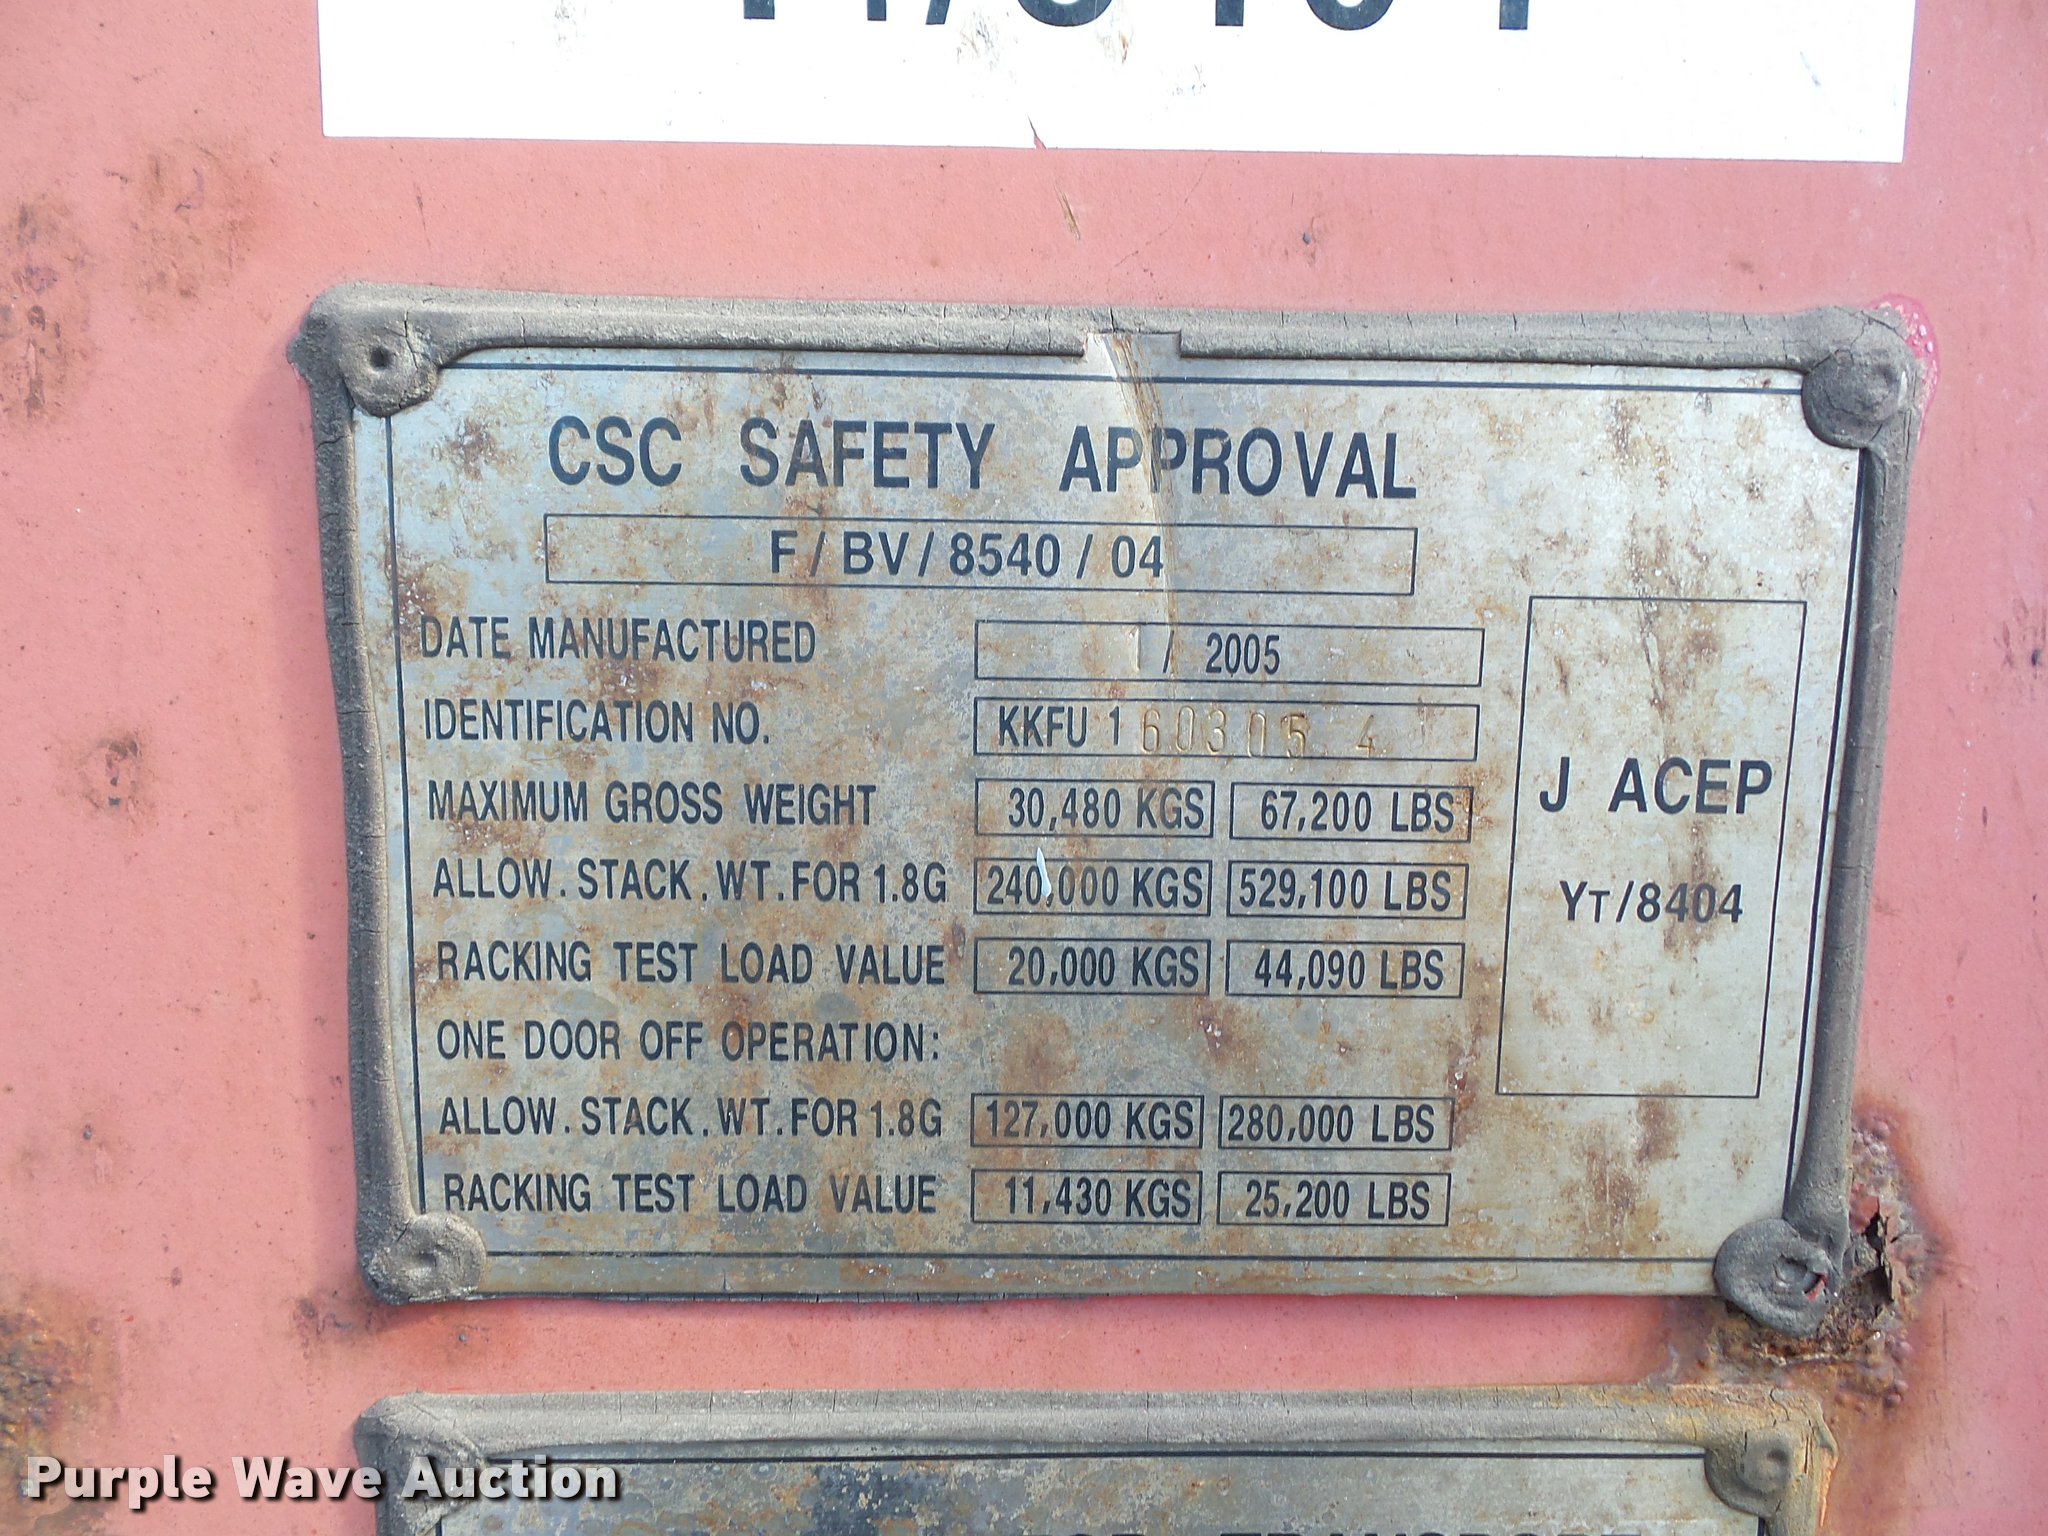 CSC SAFETY APPROVAL
F / BV / 8540 / 04
DATE MANUFACTURED 1 / 2005
IDENTIFICATION NO. KKFU 1 60305 4
MAXIMUM GROSS WEIGHT 30,480 KGS 67,200 LBS
ALLOW. STACK. WT. FOR 1.8G 240,000 KGS 529,100 LBS
RACKING TEST LOAD VALUE 20,000 KGS 44,090 LBS
ONE DOOR OFF OPERATION:
ALLOW. STACK. WT. FOR 1.8G 127,000 KGS 280,000 LBS
RACKING TEST LOAD VALUE 11,430 KGS 25,200 LBS
J ACEP
YT/8404
Purple Wave Auction